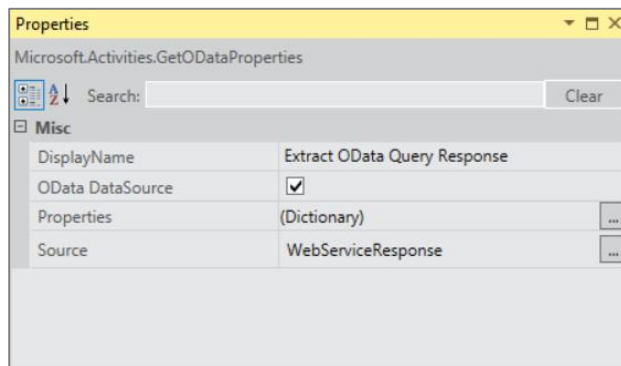 Properties
Microsoft.Activities.GetODataProperties
Search: Clear
Misc
DisplayName Extract OData Query Response
OData DataSource
Properties (Dictionary) ...
Source WebServiceResponse ...